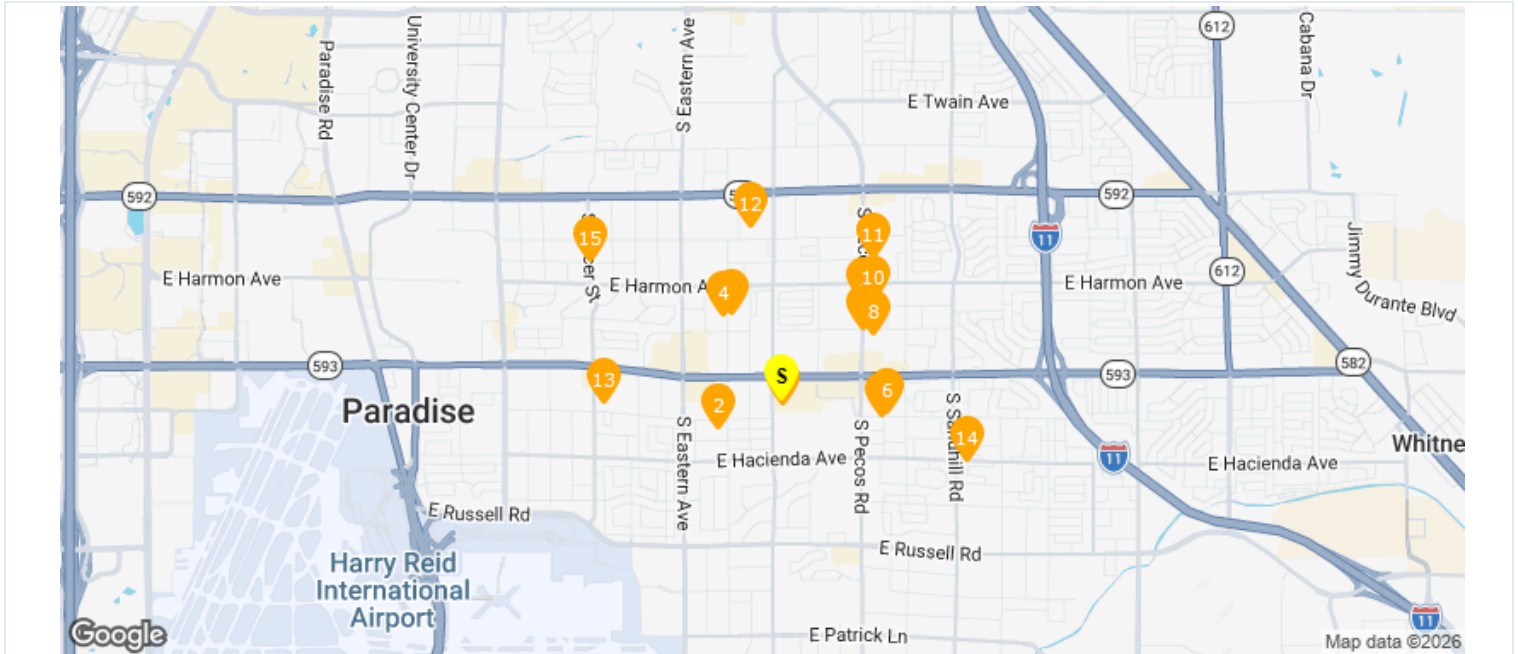 612
Cabana Dr
University Center Dr
S Eastern Ave
Paradise Rd
E Twain Ave
592
592
12
11
15
Jimmy Durante Blvd
11
E Harmon Ave
E Harmon A
4
10
E Harmon Ave
612
8
593
13
S
6
593
582
2
Paradise
S Sandhill Rd
14
S Eastern Ave
S Pecos Rd
E Hacienda Ave
11
E Hacienda Ave
Whitne
E Russell Rd
E Russell Rd
Harry Reid
International
Airport
11
E Patrick Ln
Google
Map data ©2026